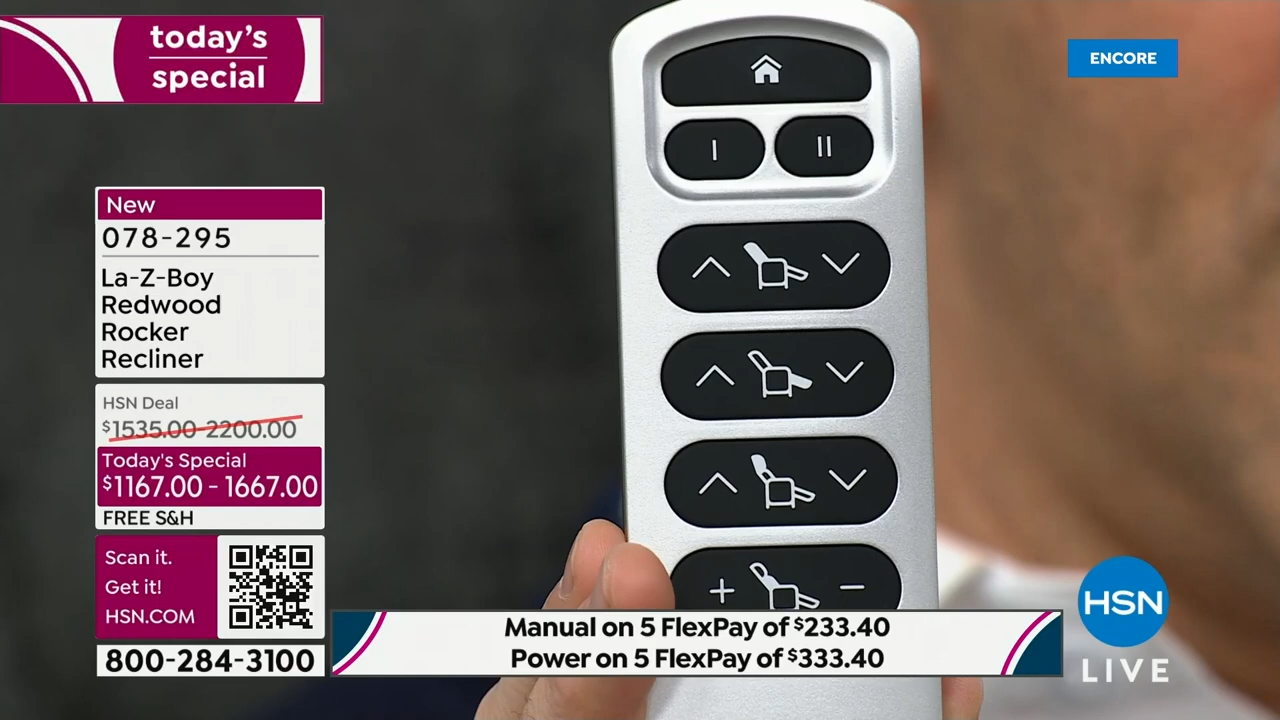 today's
special
ENCORE
New
078-295
La-Z-Boy
Redwood
Rocker
Recliner
HSN Deal
$1535.00-2200.00
Today's Special
$1167.00 - 1667.00
FREE S&H
Scan it.
Get it!
HSN.COM
800-284-3100
I
II
Manual on 5 FlexPay of $233.40
Power on 5 FlexPay of $333.40
HSN
LIVE